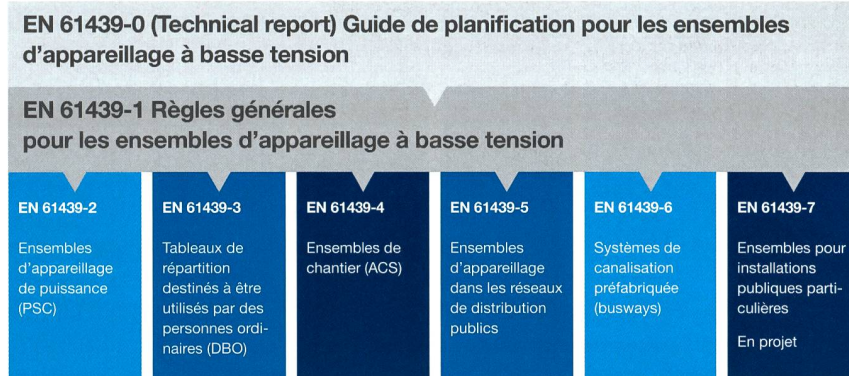 EN 61439-0 (Technical report) Guide de planification pour les ensembles
d'appareillage à basse tension
EN 61439-1 Règles générales
pour les ensembles d'appareillage à basse tension
EN 61439-2
Ensembles
d'appareillage
de puissance
(PSC)
EN 61439-3
Tableaux de
répartition
destinés à être
utilisés par des
personnes ordi-
naires (DBO)
EN 61439-4
Ensembles de
chantier (ACS)
EN 61439-5
Ensembles
d'appareillage
dans les réseaux
de distribution
publics
EN 61439-6
Systèmes de
canalisation
préfabriquée
(busways)
EN 61439-7
Ensembles pour
installations
publiques parti-
culières
En projet